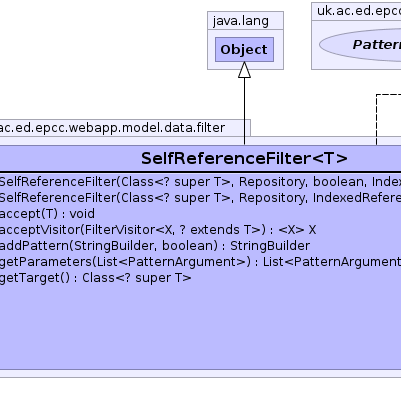 java.lang
uk.ac.ed.epcc
Object
Pattern
ac.ed.epcc.webapp.model.data.filter
SelfReferenceFilter<T>
SelfReferenceFilter(Class<? super T>, Repository, boolean, Inde
SelfReferenceFilter(Class<? super T>, Repository, IndexedRefere
accept(T) : void
acceptVisitor(FilterVisitor<X, ? extends T>) : <X> X
addPattern(StringBuilder, boolean) : StringBuilder
getParameters(List<PatternArgument>) : List<PatternArgument
getTarget() : Class<? super T>